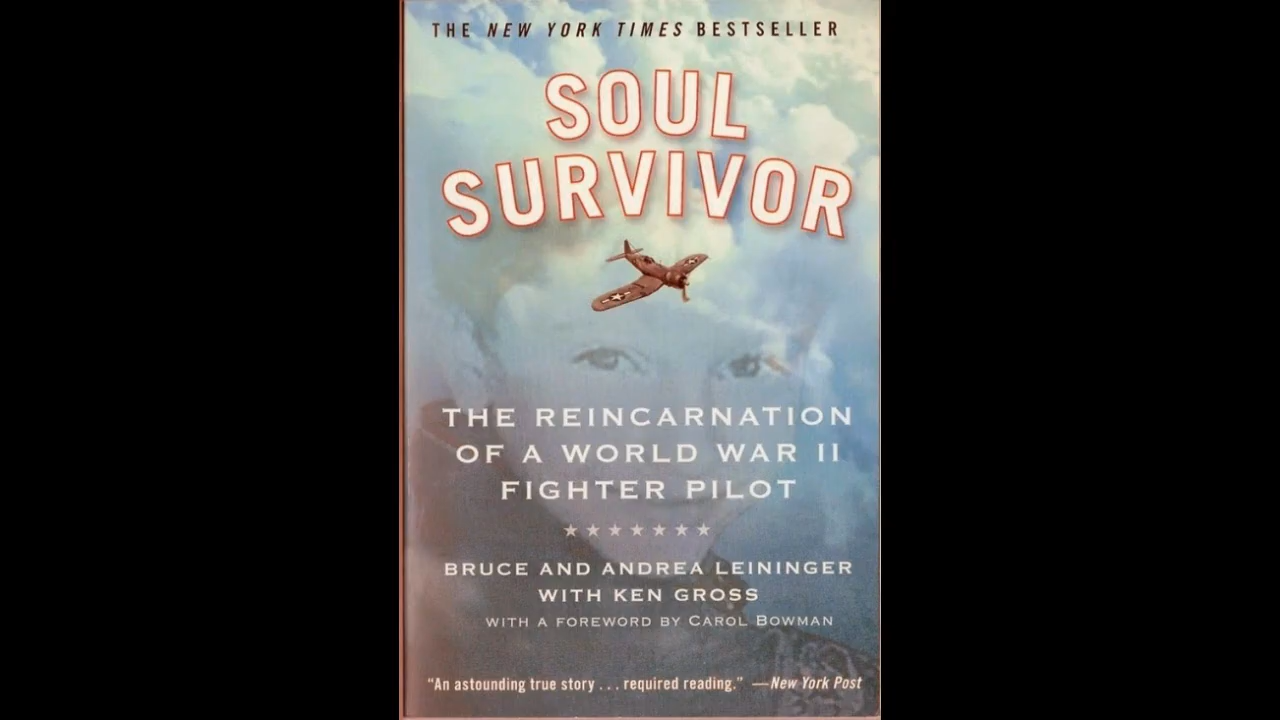 THE NEW YORK TIMES BESTSELLER
SOUL
SURVIVOR
THE REINCARNATION
OF A WORLD WAR II
FIGHTER PILOT
BRUCE AND ANDREA LEININGER
WITH KEN GROSS
WITH A FOREWORD BY CAROL BOWMAN
"An astounding true story . . . required reading." —New York Post